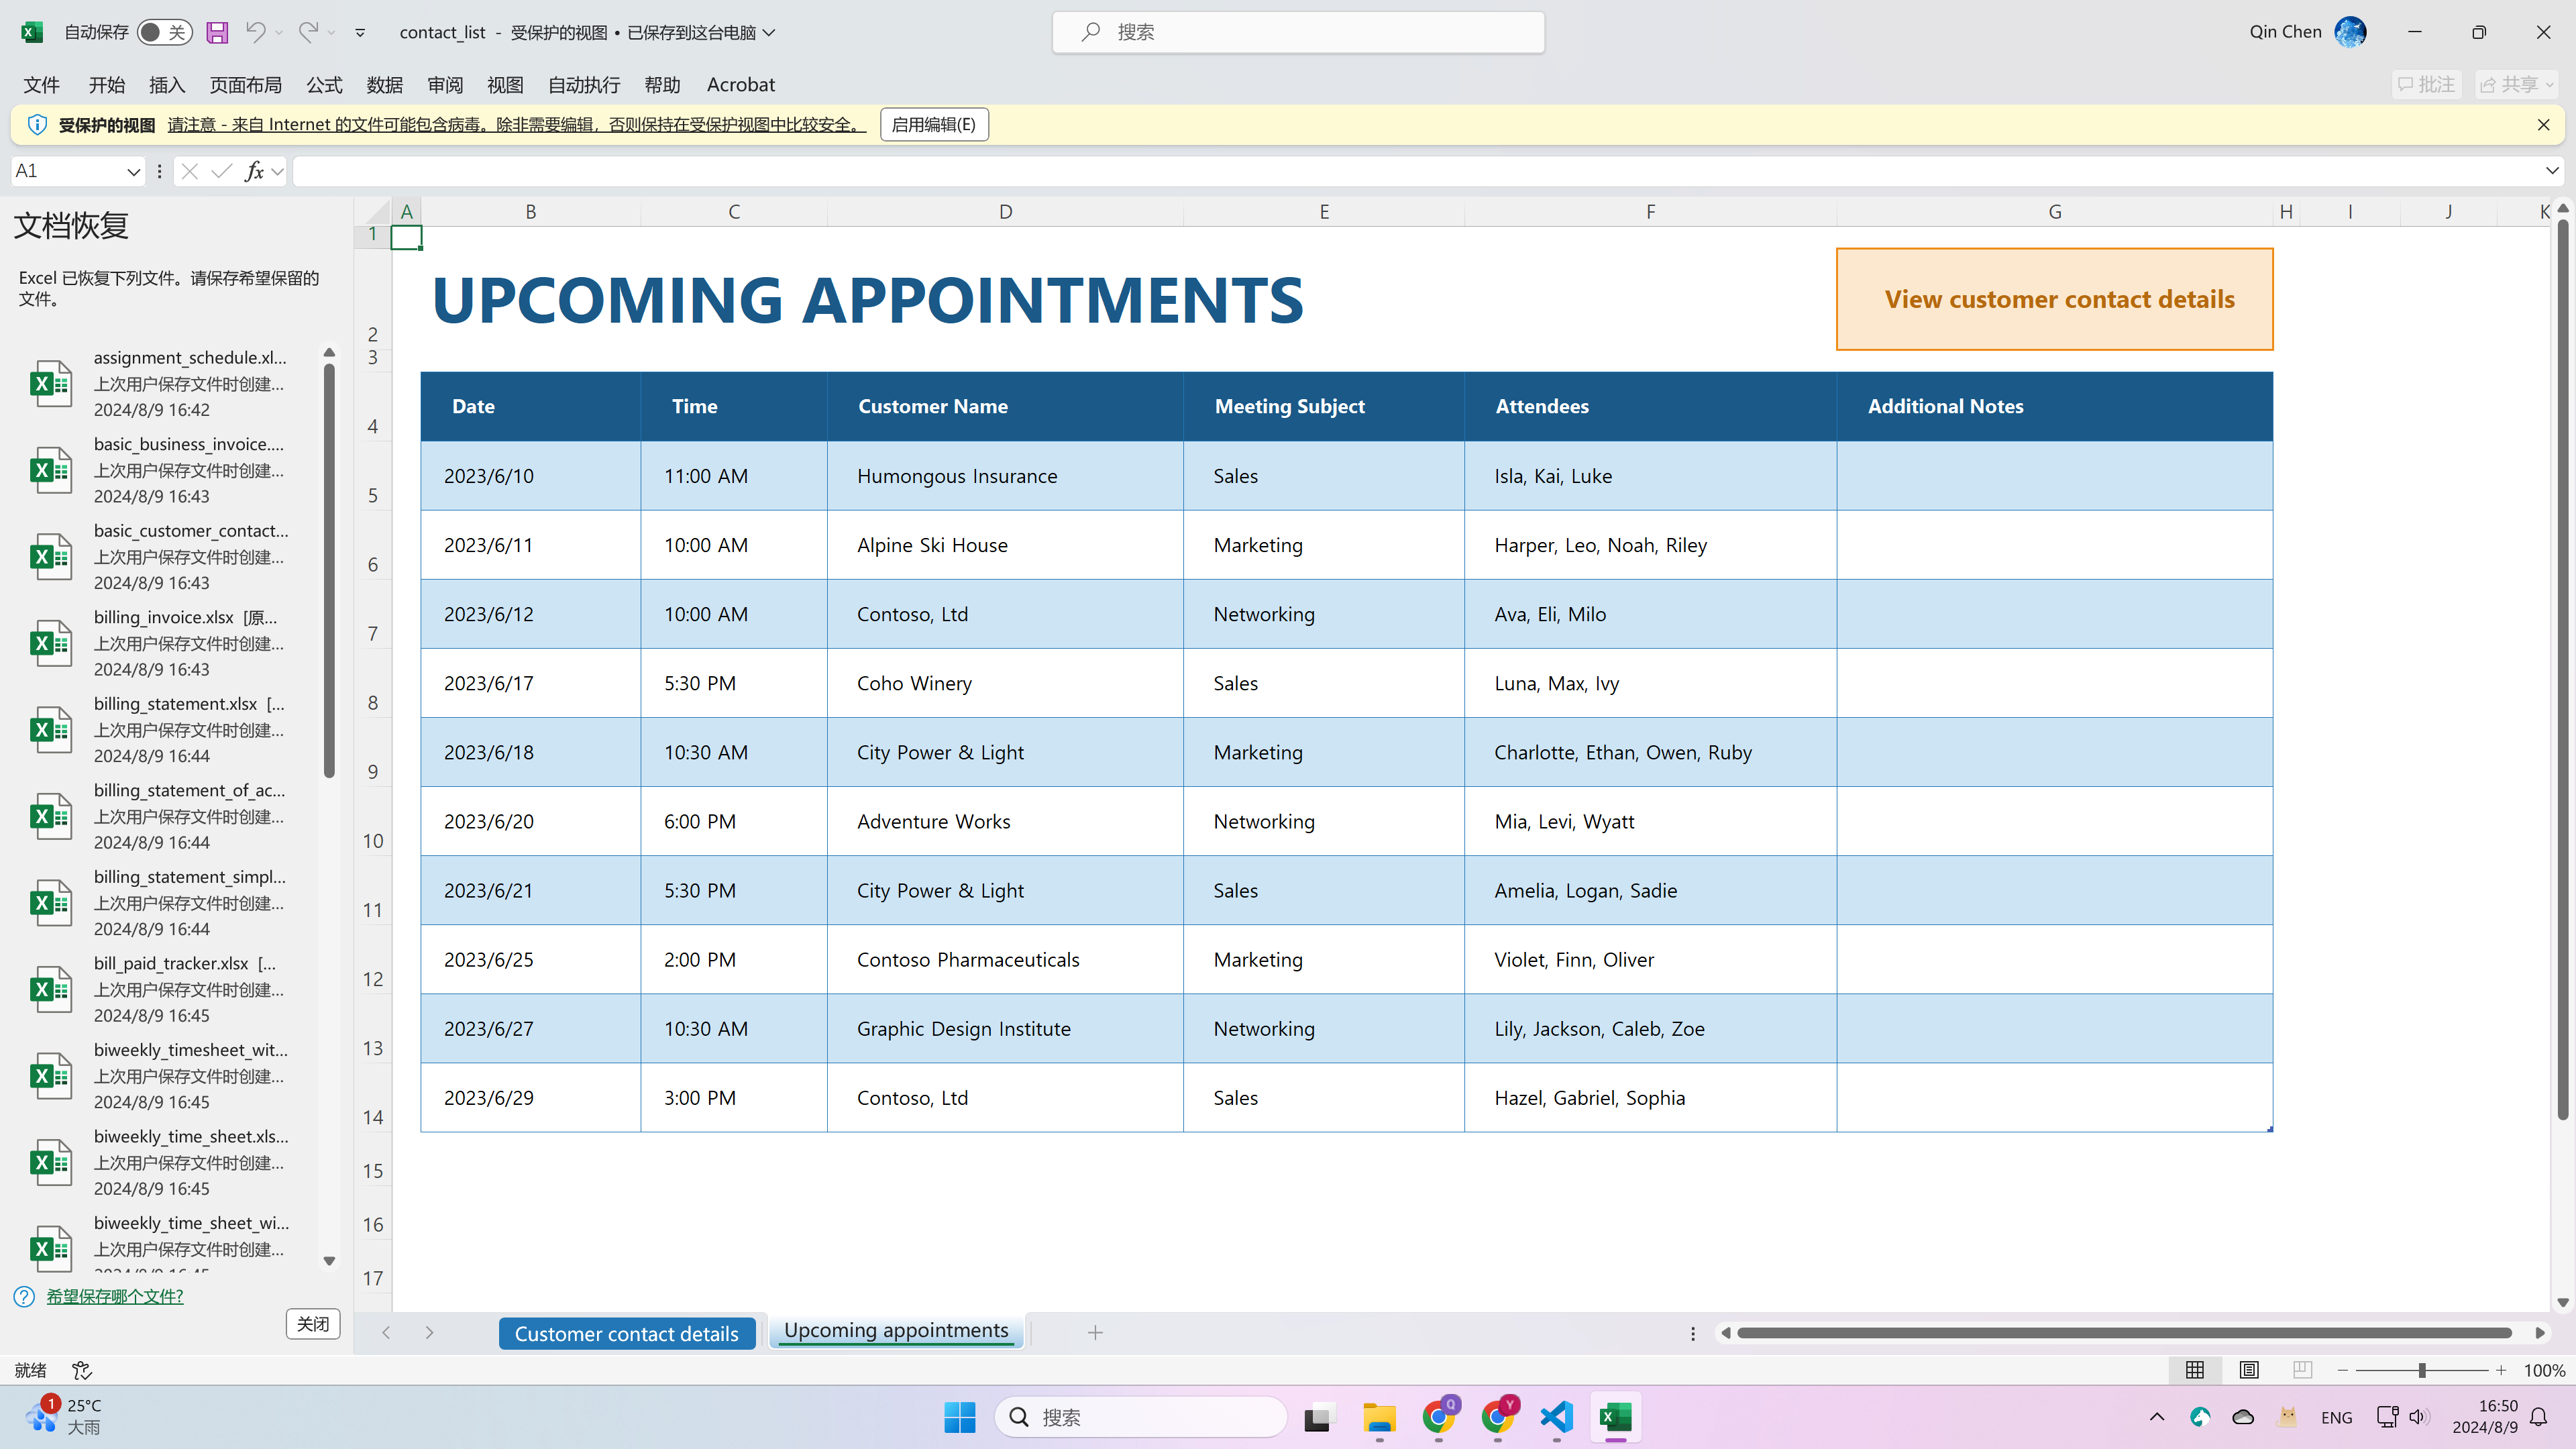 自动保存 关 contact_list - 受保护的视图 • 已保存到这台电脑 搜索 Qin Chen
文件 开始 插入 页面布局 公式 数据 审阅 视图 自动执行 帮助 Acrobat 批注 共享
受保护的视图 请注意 - 来自 Internet 的文件可能包含病毒。除非需要编辑，否则保持在受保护视图中比较安全。 启用编辑(E)
A1 fx
文档恢复
Excel 已恢复下列文件。请保存希望保留的
文件。
assignment_schedule.xl...
上次用户保存文件时创建...
2024/8/9 16:42
basic_business_invoice....
上次用户保存文件时创建...
2024/8/9 16:43
basic_customer_contact...
上次用户保存文件时创建...
2024/8/9 16:43
billing_invoice.xlsx [原...
上次用户保存文件时创建...
2024/8/9 16:43
billing_statement.xlsx [...
上次用户保存文件时创建...
2024/8/9 16:44
billing_statement_of_ac...
上次用户保存文件时创建...
2024/8/9 16:44
billing_statement_simpl...
上次用户保存文件时创建...
2024/8/9 16:44
bill_paid_tracker.xlsx [...
上次用户保存文件时创建...
2024/8/9 16:45
biweekly_timesheet_wit...
上次用户保存文件时创建...
2024/8/9 16:45
biweekly_time_sheet.xls...
上次用户保存文件时创建...
2024/8/9 16:45
biweekly_time_sheet_wi...
上次用户保存文件时创建...
2024/8/9 16:45
希望保存哪个文件?
关闭
A B C D E F G H I J K
1
2 UPCOMING APPOINTMENTS View customer contact details
3
4 Date Time Customer Name Meeting Subject Attendees Additional Notes
5 2023/6/10 11:00 AM Humongous Insurance Sales Isla, Kai, Luke
6 2023/6/11 10:00 AM Alpine Ski House Marketing Harper, Leo, Noah, Riley
7 2023/6/12 10:00 AM Contoso, Ltd Networking Ava, Eli, Milo
8 2023/6/17 5:30 PM Coho Winery Sales Luna, Max, Ivy
9 2023/6/18 10:30 AM City Power & Light Marketing Charlotte, Ethan, Owen, Ruby
10 2023/6/20 6:00 PM Adventure Works Networking Mia, Levi, Wyatt
11 2023/6/21 5:30 PM City Power & Light Sales Amelia, Logan, Sadie
12 2023/6/25 2:00 PM Contoso Pharmaceuticals Marketing Violet, Finn, Oliver
13 2023/6/27 10:30 AM Graphic Design Institute Networking Lily, Jackson, Caleb, Zoe
14 2023/6/29 3:00 PM Contoso, Ltd Sales Hazel, Gabriel, Sophia
15
16
17
Customer contact details Upcoming appointments
就绪 100%
1 25°C
大雨
搜索
Q Y
ENG
16:50
2024/8/9